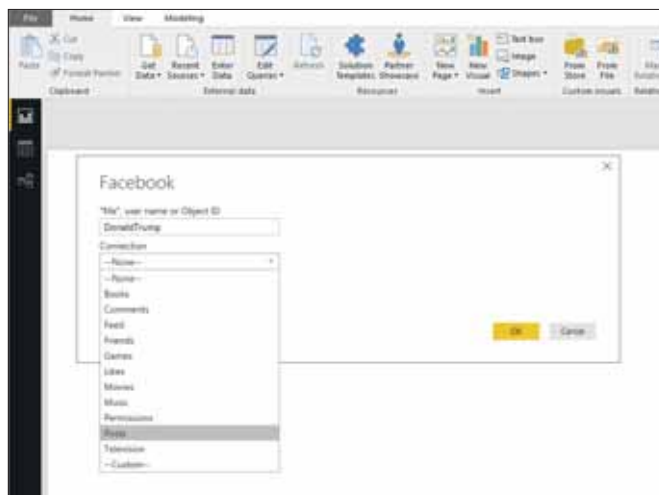 File Home View Modeling
Paste
Cut
Copy
Format Painter
Get Data
Recent Sources
Enter Data
Edit Queries
Refresh
Solution Templates
Partner Showcase
New Page
New Visual
Text box
Image
Shapes
From Store
From File
Clipboard External data Resources Insert Custom visuals
Facebook
"Me", user name or Object ID
DonaldTrump
Connection
--None--
--None--
Books
Comments
Feed
Friends
Games
Likes
Movies
Music
Permissions
Posts
Television
--Custom--
OK Cancel